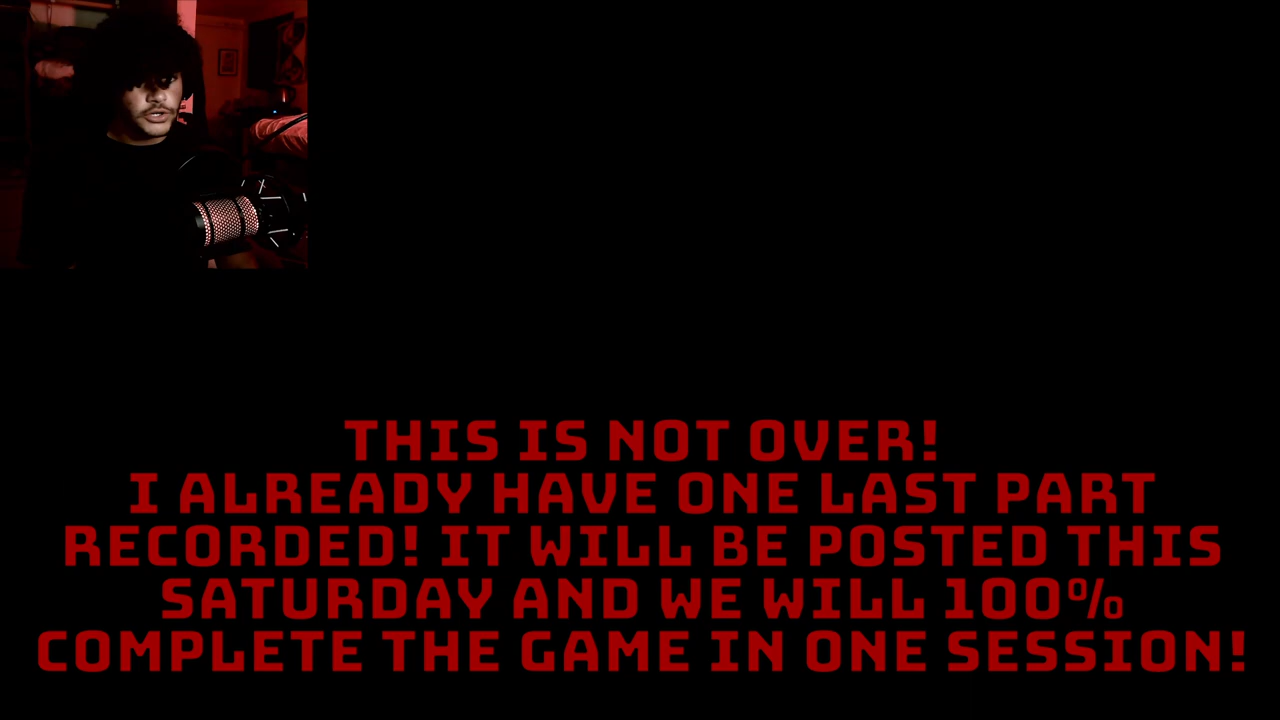 THIS IS NOT OVER!
I ALREADY HAVE ONE LAST PART
RECORDED! IT WILL BE POSTED THIS
SATURDAY AND WE WILL 100%
COMPLETE THE GAME IN ONE SESSION!